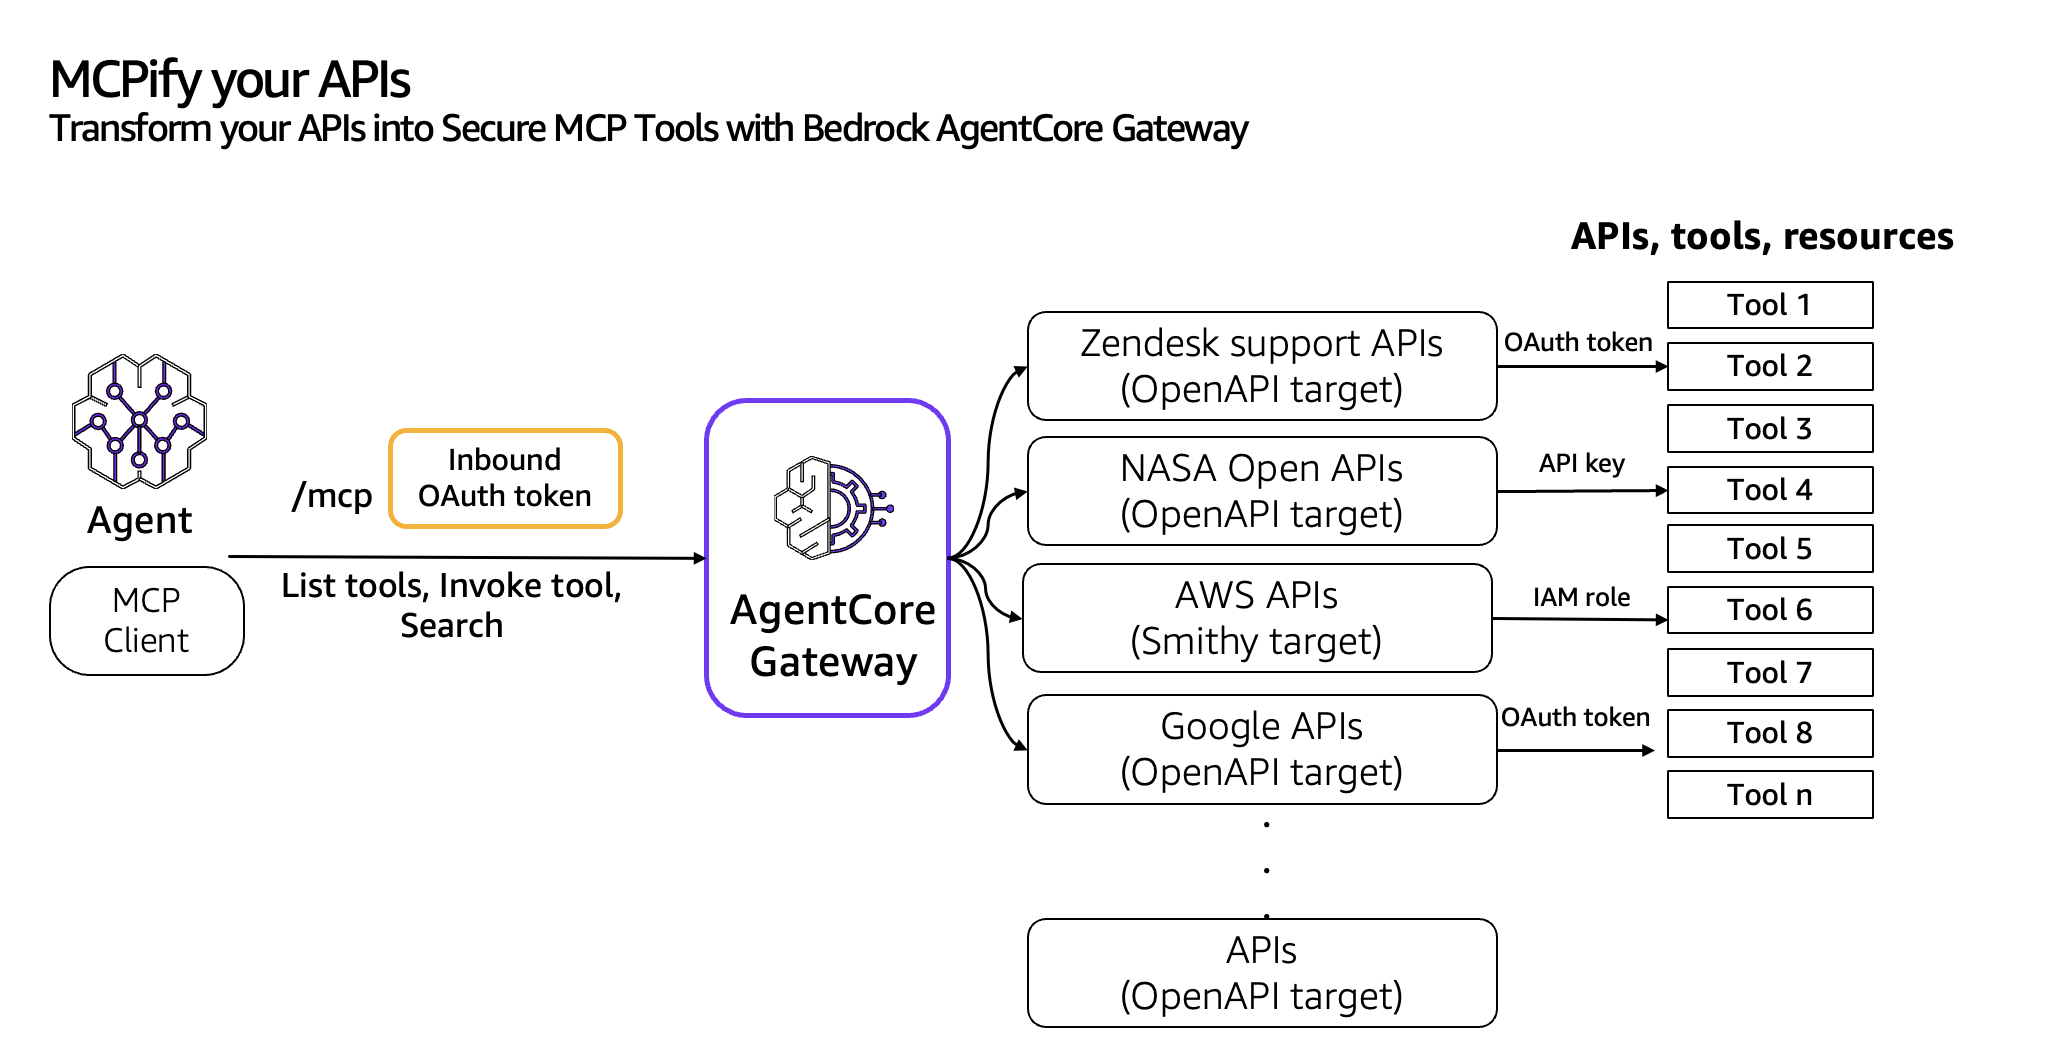 MCPify your APIs
Transform your APIs into Secure MCP Tools with Bedrock AgentCore Gateway
Agent
MCP
Client
/mcp
Inbound
OAuth token
List tools, Invoke tool,
Search
AgentCore
Gateway
Zendesk support APIs
(OpenAPI target)
NASA Open APIs
(OpenAPI target)
AWS APIs
(Smithy target)
Google APIs
(OpenAPI target)
.
.
.
APIs
(OpenAPI target)
OAuth token
API key
IAM role
OAuth token
APIs, tools, resources
Tool 1
Tool 2
Tool 3
Tool 4
Tool 5
Tool 6
Tool 7
Tool 8
Tool n